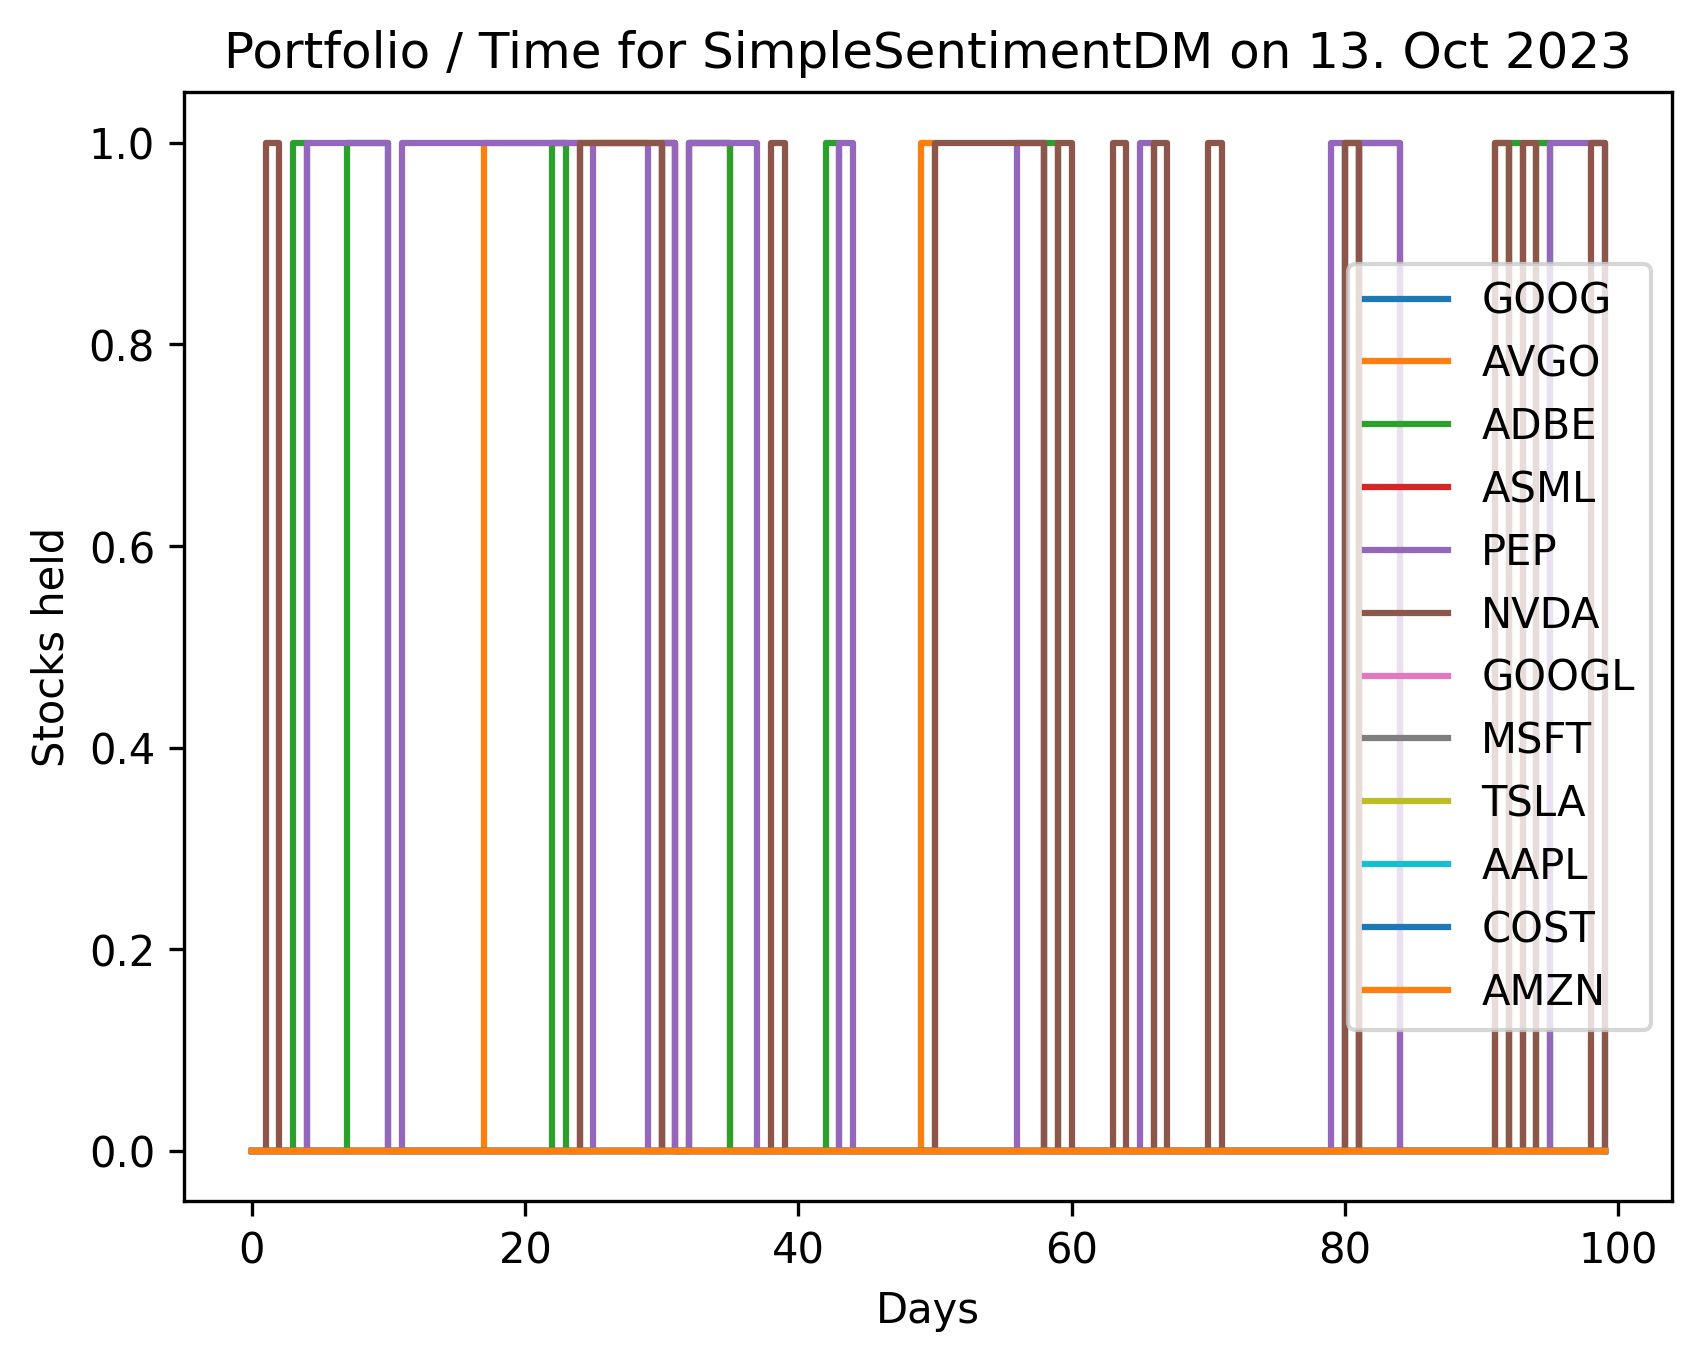 Portfolio / Time for SimpleSentimentDM on 13. Oct 2023
1.0
0.8
0.6
0.4
0.2
0.0
Stocks held
GOOG
AVGO
ADBE
ASML
PEP
NVDA
GOOGL
MSFT
TSLA
AAPL
COST
AMZN
0 20 40 60 80 100
Days